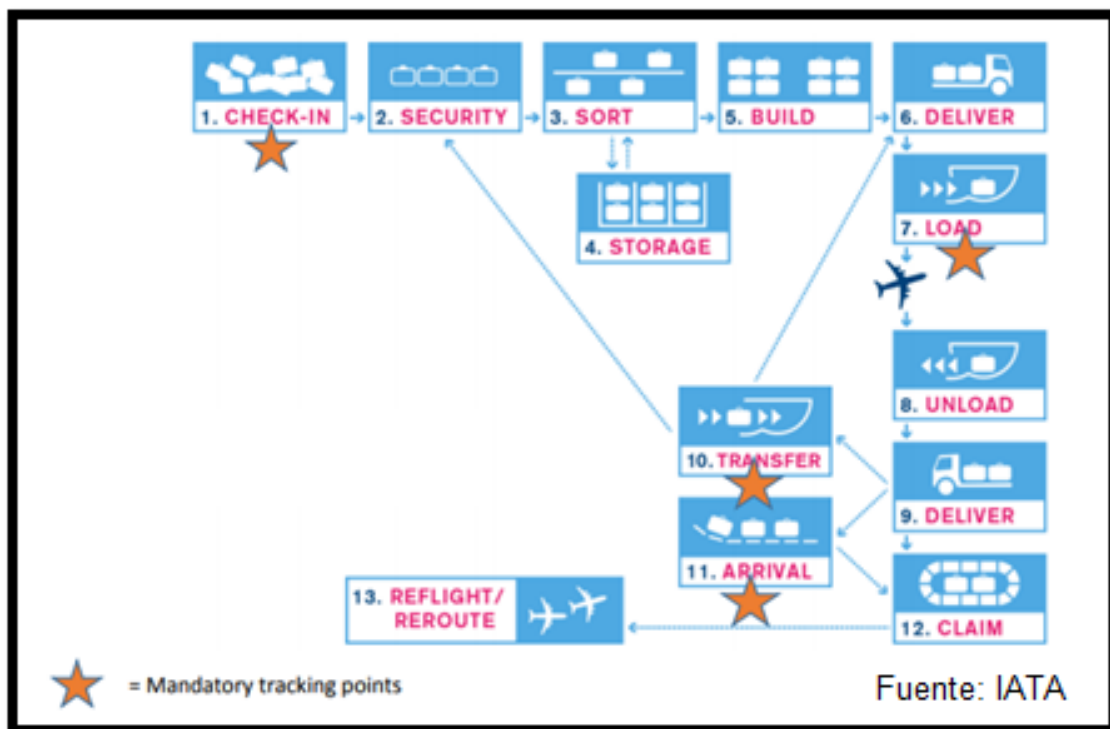 1. CHECK-IN
2. SECURITY
3. SORT
5. BUILD
6. DELIVER
4. STORAGE
7. LOAD
8. UNLOAD
10. TRANSFER
9. DELIVER
11. ARRIVAL
13. REFLIGHT/
REROUTE
12. CLAIM
= Mandatory tracking points
Fuente: IATA